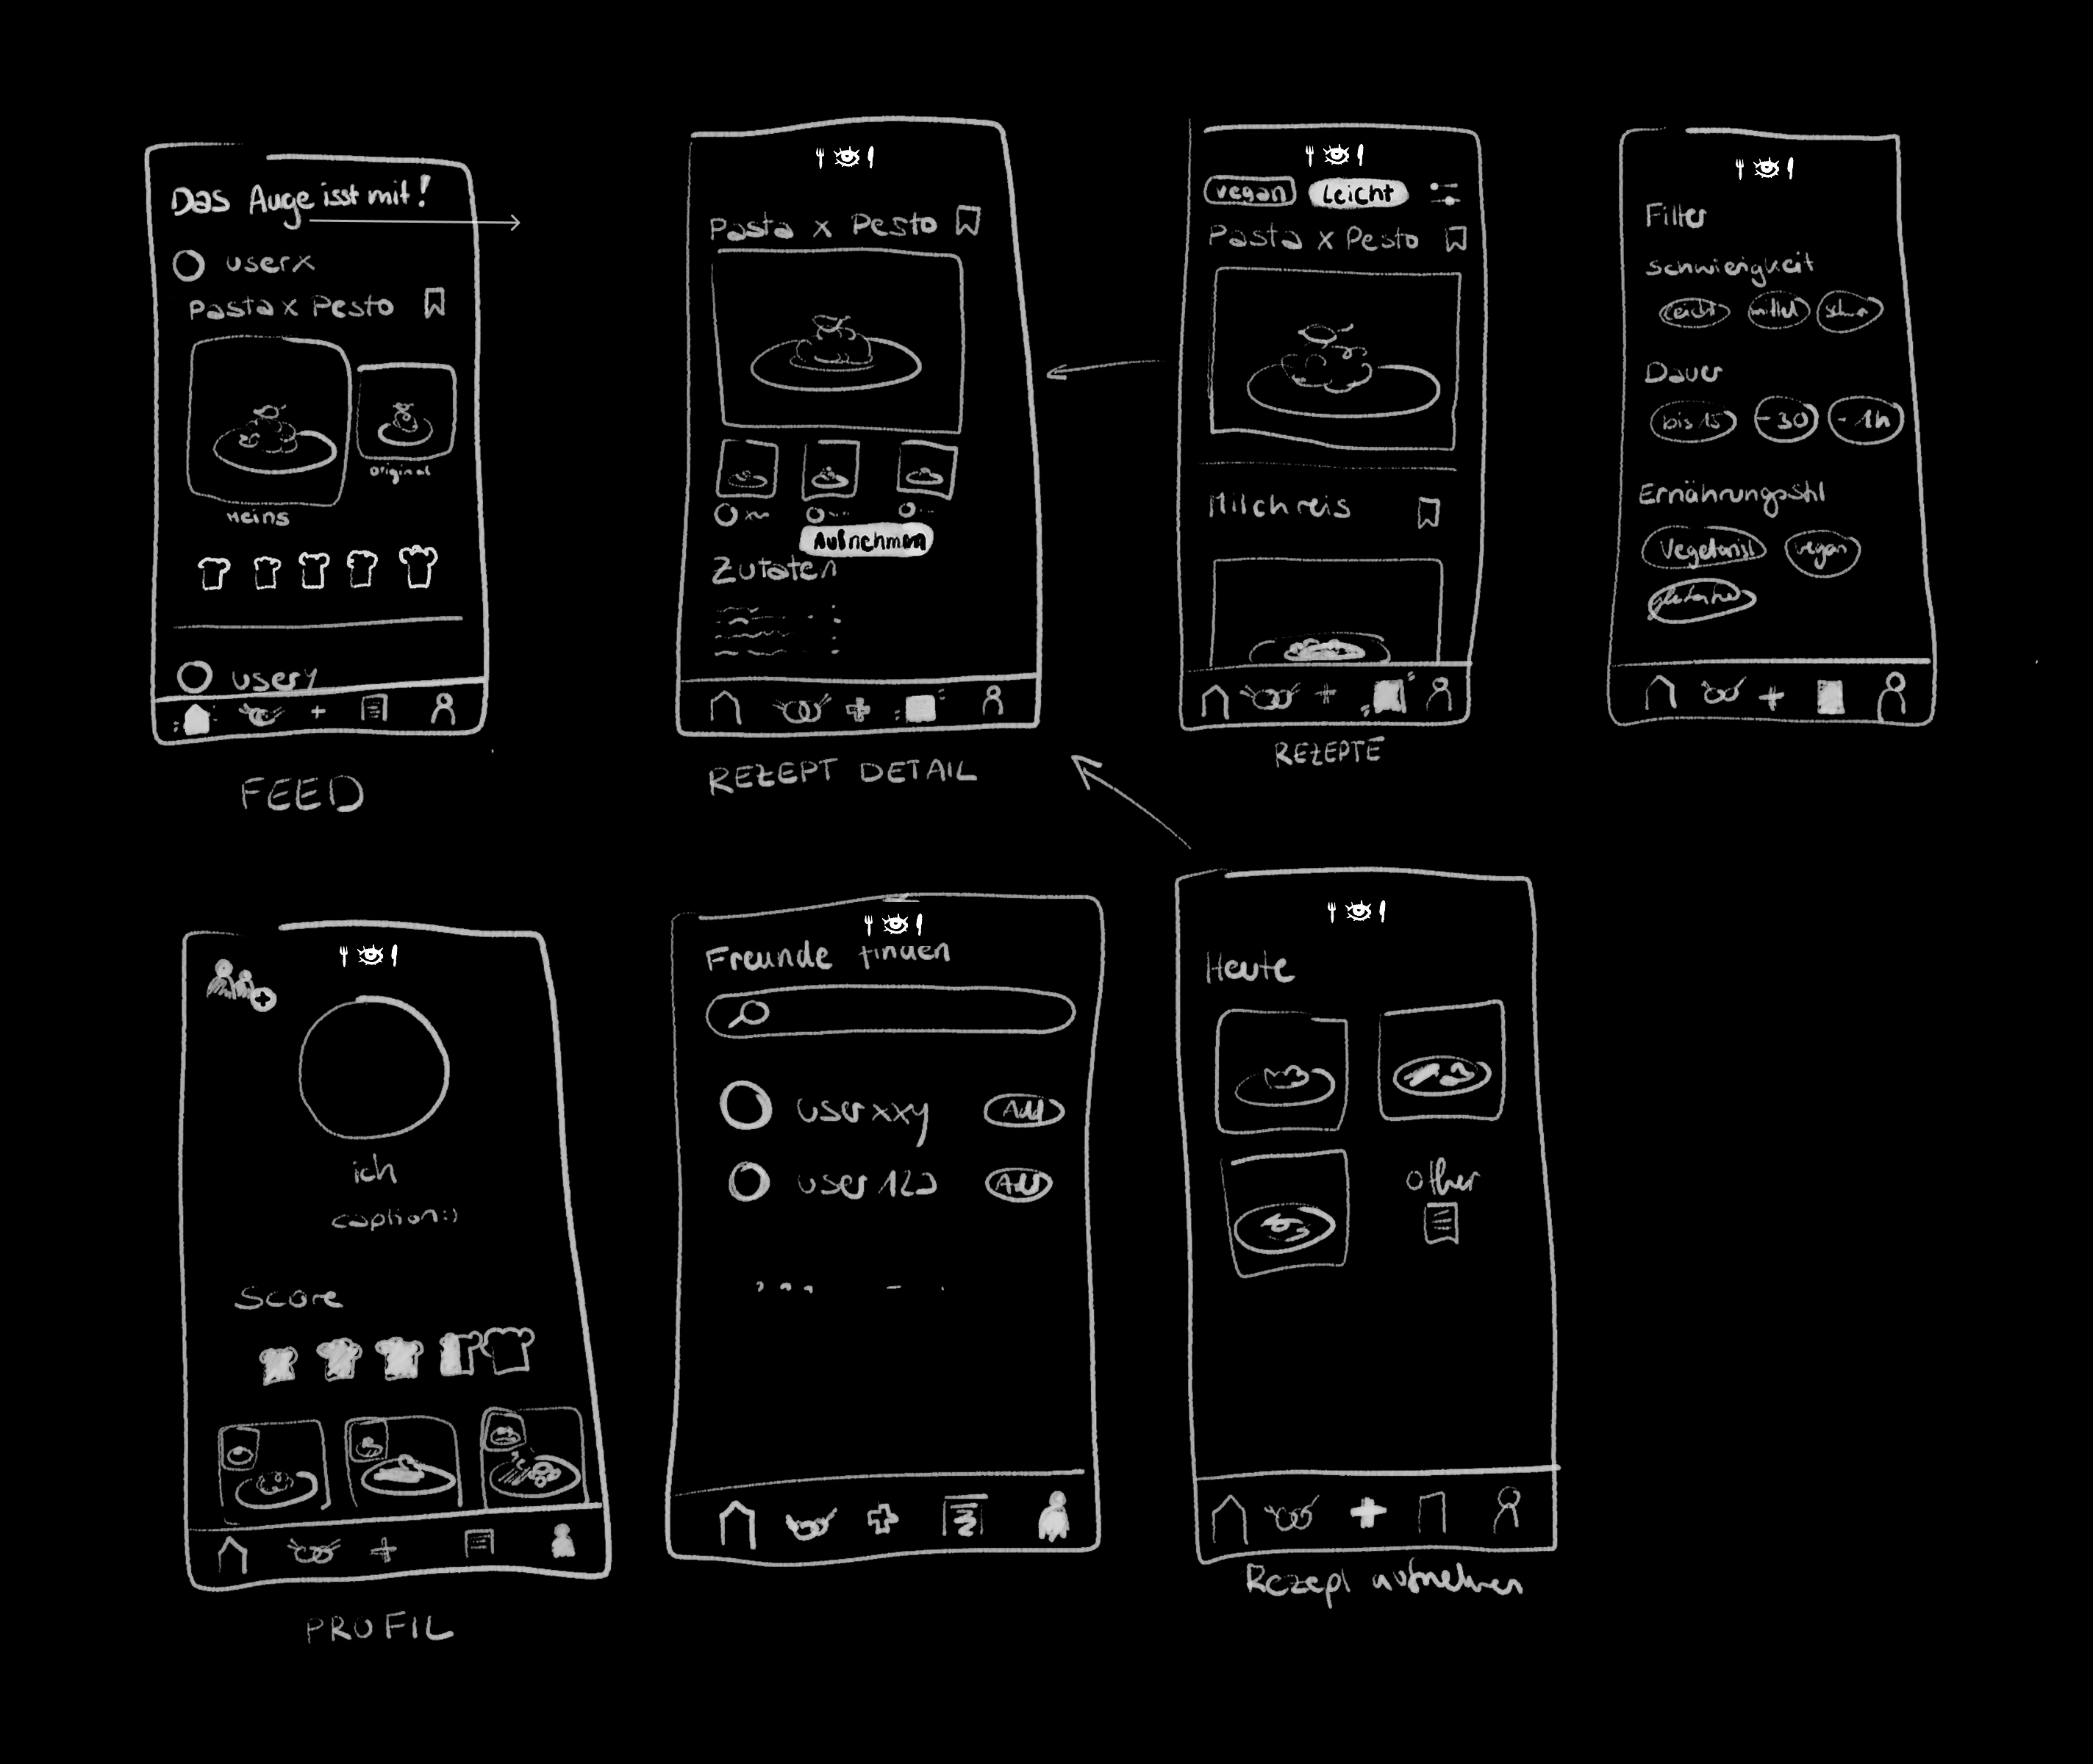 Das Auge isst mit!
userx
Pasta x Pesto
Meins
Original
usery
FEED
Pasta x Pesto
Aufnehmen
Zutaten
REZEPT DETAIL
vegan
Leicht
Pasta x Pesto
Milchreis
REZEPTE
Filter
Schwierigkeit
leicht mittel
Dauer
bis 15 -30 -1h
Ernährungsstil
vegan
ich
caption:)
Score
PROFIL
Freunde finden
userxxy Add
Add
Heute
other
Rezept aufnehmen